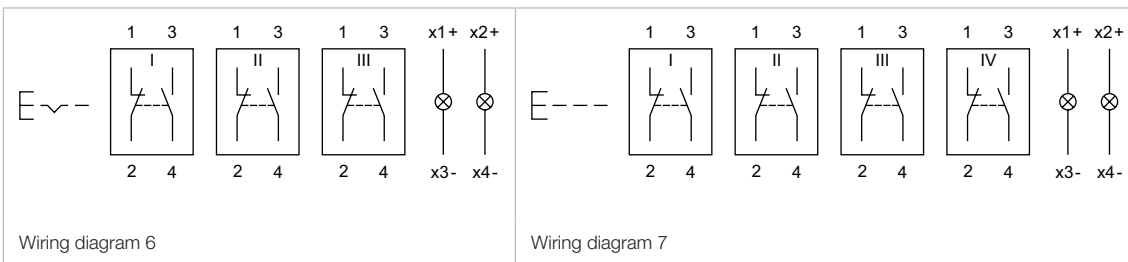 1 3 1 3 1 3 x1+ x2+
I II III
2 4 2 4 2 4 x3- x4-
Wiring diagram 6
1 3 1 3 1 3 1 3 x1+ x2+
I II III IV
2 4 2 4 2 4 2 4 x3- x4-
Wiring diagram 7